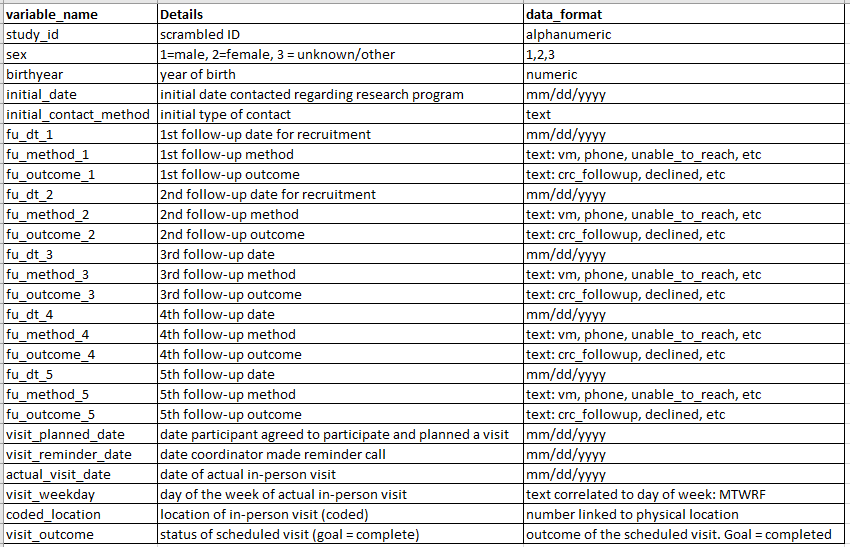 variable_name Details data_format
study_id scrambled ID alphanumeric
sex 1=male, 2=female, 3 = unknown/other 1,2,3
birthyear year of birth numeric
initial_date initial date contacted regarding research program mm/dd/yyyy
initial_contact_method initial type of contact text
fu_dt_1 1st follow-up date for recruitment mm/dd/yyyy
fu_method_1 1st follow-up method text: vm, phone, unable_to_reach, etc
fu_outcome_1 1st follow-up outcome text: crc_followup, declined, etc
fu_dt_2 2nd follow-up date for recruitment mm/dd/yyyy
fu_method_2 2nd follow-up method text: vm, phone, unable_to_reach, etc
fu_outcome_2 2nd follow-up outcome text: crc_followup, declined, etc
fu_dt_3 3rd follow-up date mm/dd/yyyy
fu_method_3 3rd follow-up method text: vm, phone, unable_to_reach, etc
fu_outcome_3 3rd follow-up outcome text: crc_followup, declined, etc
fu_dt_4 4th follow-up date mm/dd/yyyy
fu_method_4 4th follow-up method text: vm, phone, unable_to_reach, etc
fu_outcome_4 4th follow-up outcome text: crc_followup, declined, etc
fu_dt_5 5th follow-up date mm/dd/yyyy
fu_method_5 5th follow-up method text: vm, phone, unable_to_reach, etc
fu_outcome_5 5th follow-up outcome text: crc_followup, declined, etc
visit_planned_date date participant agreed to participate and planned a visit mm/dd/yyyy
visit_reminder_date date coordinator made reminder call mm/dd/yyyy
actual_visit_date date of actual in-person visit mm/dd/yyyy
visit_weekday day of the week of actual in-person visit text correlated to day of week: MTWRF
coded_location location of in-person visit (coded) number linked to physical location
visit_outcome status of scheduled visit (goal = complete) outcome of the scheduled visit. Goal = completed